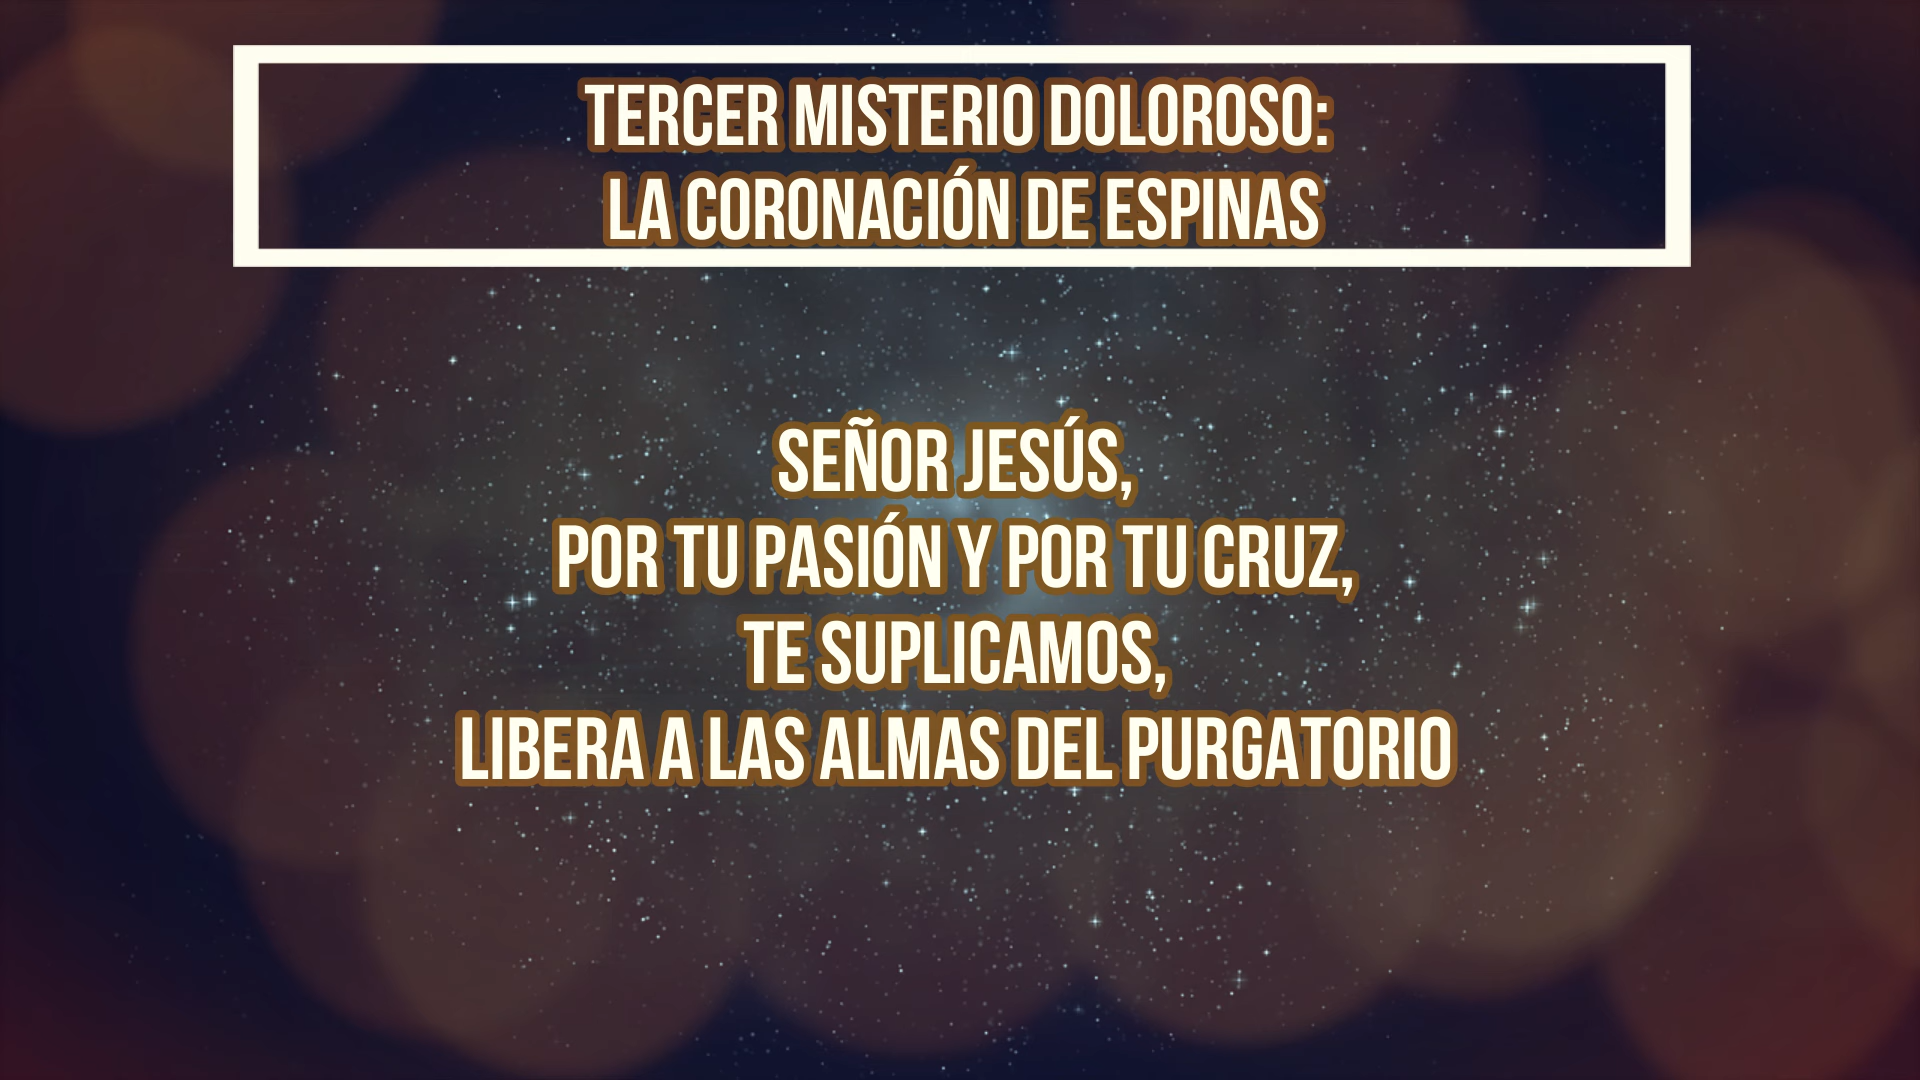 TERCER MISTERIO DOLOROSO:
LA CORONACIÓN DE ESPINAS
SEÑOR JESÚS,
POR TU PASIÓN Y POR TU CRUZ,
TE SUPLICAMOS,
LIBERA A LAS ALMAS DEL PURGATORIO